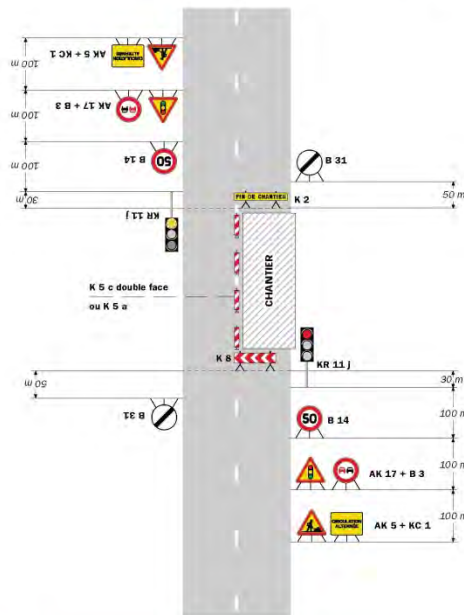 AK 5 + KC 1
CIRCULATION
ALTERNÉE
100 m
AK 17 + B 3
100 m
B 14
50
100 m
KR 11 j
30 m
B 31
50 m
FIN DE CHANTIER
K 2
K 5 c double face
ou K 5 a
CHANTIER
K 8
KR 11 j
30 m
50 m
B 31
50
B 14
100 m
AK 17 + B 3
100 m
CIRCULATION
ALTERNÉE
AK 5 + KC 1
100 m